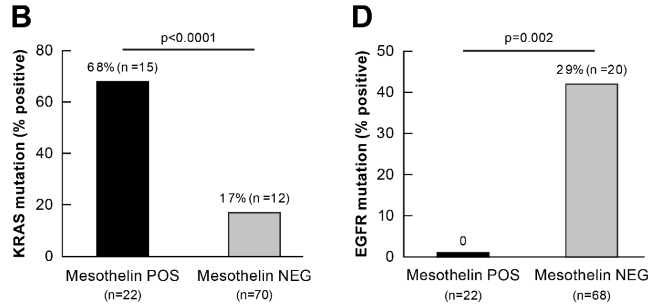 B
p<0.0001
KRAS mutation (% positive)
80
60
40
20
0
68% (n =15)
17% (n =12)
Mesothelin POS
(n=22)
Mesothelin NEG
(n=70)
D
p=0.002
EGFR mutation (% positive)
50
40
30
20
10
0
0
29% (n =20)
Mesothelin POS
(n=22)
Mesothelin NEG
(n=68)